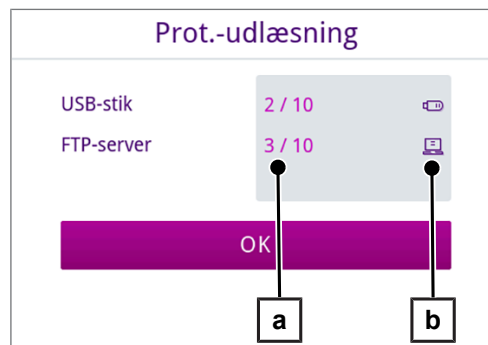 Prot.-udlæsning
USB-stik 2 / 10
FTP-server 3 / 10
OK
a b